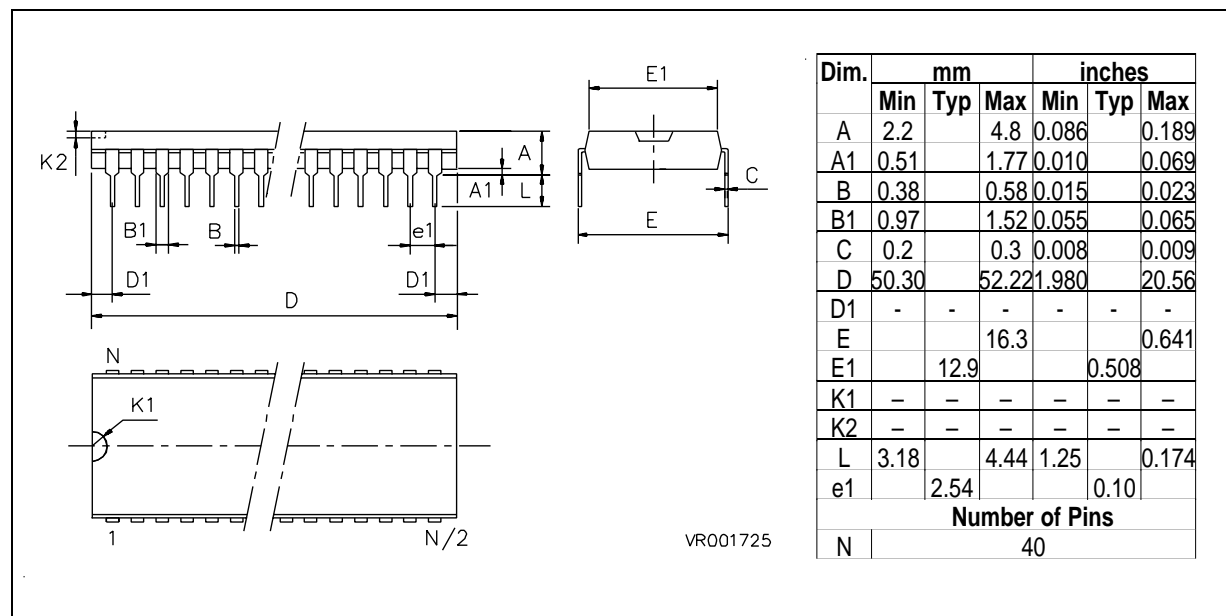 K2
A
A1
L
B1
B
e1
D1
D1
D
E1
C
E
N
K1
1
N/2
VR001725
Dim. mm inches
Min Typ Max Min Typ Max
A 2.2 4.8 0.086 0.189
A1 0.51 1.77 0.010 0.069
B 0.38 0.58 0.015 0.023
B1 0.97 1.52 0.055 0.065
C 0.2 0.3 0.008 0.009
D 50.30 52.22 1.980 20.56
D1 - - - - - -
E 16.3 0.641
E1 12.9 0.508
K1 – – – – – –
K2 – – – – – –
L 3.18 4.44 1.25 0.174
e1 2.54 0.10
Number of Pins
N 40